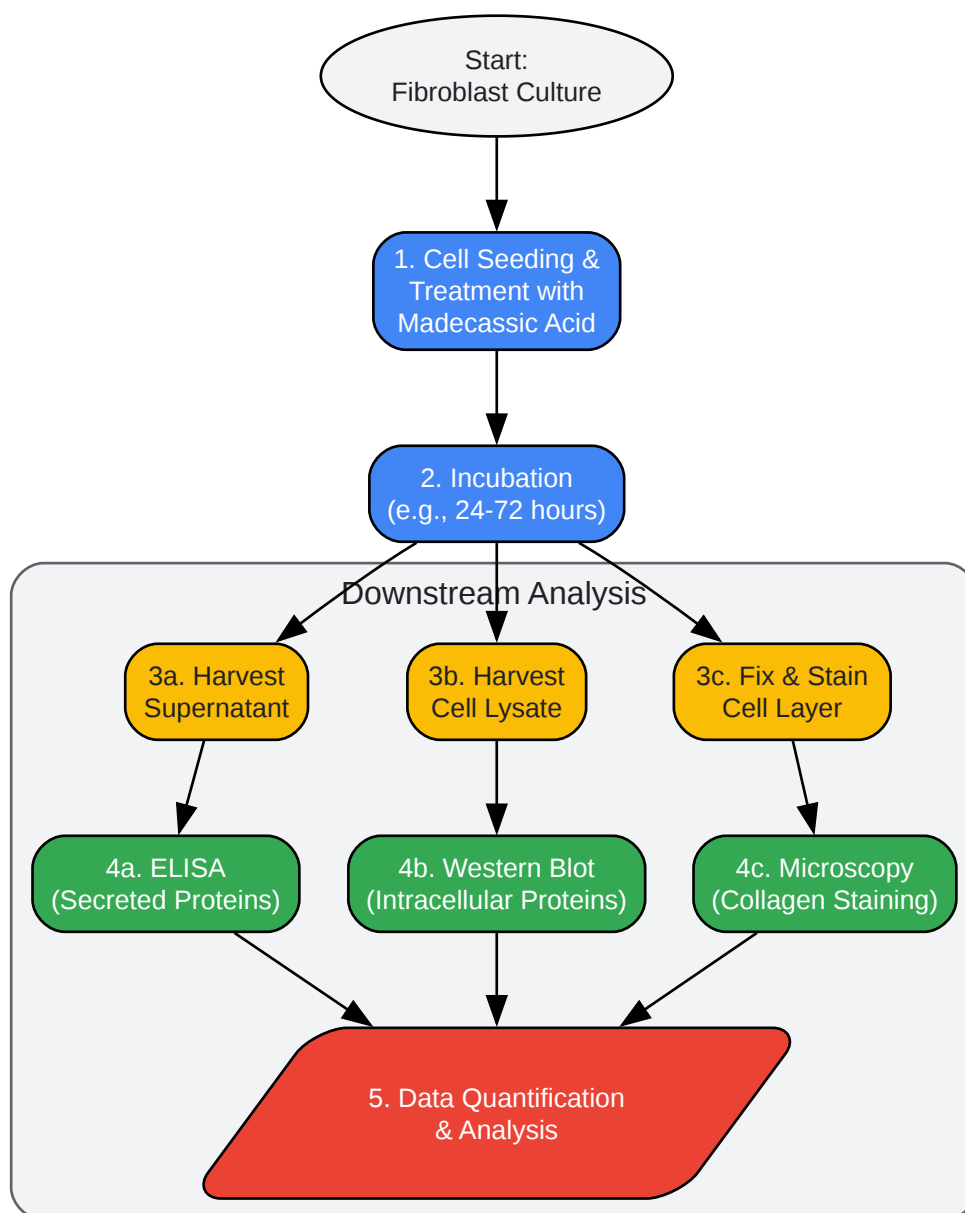 Start:
Fibroblast Culture
1. Cell Seeding &
Treatment with
Madecassic Acid
2. Incubation
(e.g., 24-72 hours)
Downstream Analysis
3a. Harvest
Supernatant
3b. Harvest
Cell Lysate
3c. Fix & Stain
Cell Layer
4a. ELISA
(Secreted Proteins)
4b. Western Blot
(Intracellular Proteins)
4c. Microscopy
(Collagen Staining)
5. Data Quantification
& Analysis